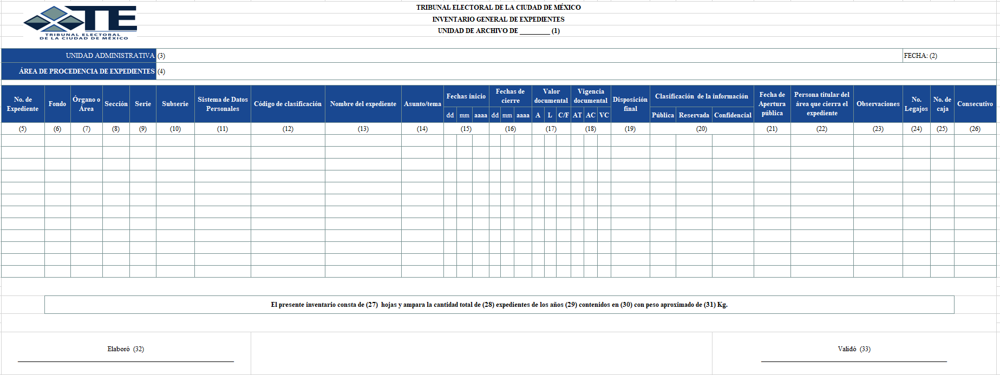 TRIBUNAL ELECTORAL DE LA CIUDAD DE MÉXICO
INVENTARIO GENERAL DE EXPEDIENTES
UNIDAD DE ARCHIVO DE ________ (1)
TE
TRIBUNAL ELECTORAL
DE LA CIUDAD DE MÉXICO
UNIDAD ADMINISTRATIVA (3) FECHA: (2)
ÁREA DE PROCEDENCIA DE EXPEDIENTES (4)
No. de Expediente
Fondo
Órgano o Área
Sección
Serie
Subserie
Sistema de Datos Personales
Código de clasificación
Nombre del expediente
Asunto/tema
Fechas inicio
dd mm aaaa
Fechas de cierre
dd mm aaaa
Valor documental
A L C/F
Vigencia documental
AT AC VC
Disposición final
Clasificación de la información
Pública Reservada Confidencial
Fecha de Apertura pública
Persona titular del área que cierra el expediente
Observaciones
No. Legajos
No. de caja
Consecutivo
(5) (6) (7) (8) (9) (10) (11) (12) (13) (14) (15) (16) (17) (18) (19) (20) (21) (22) (23) (24) (25) (26)
El presente inventario consta de (27) hojas y ampara la cantidad total de (28) expedientes de los años (29) contenidos en (30) con peso aproximado de (31) Kg.
Elaboró (32)
Validó (33)